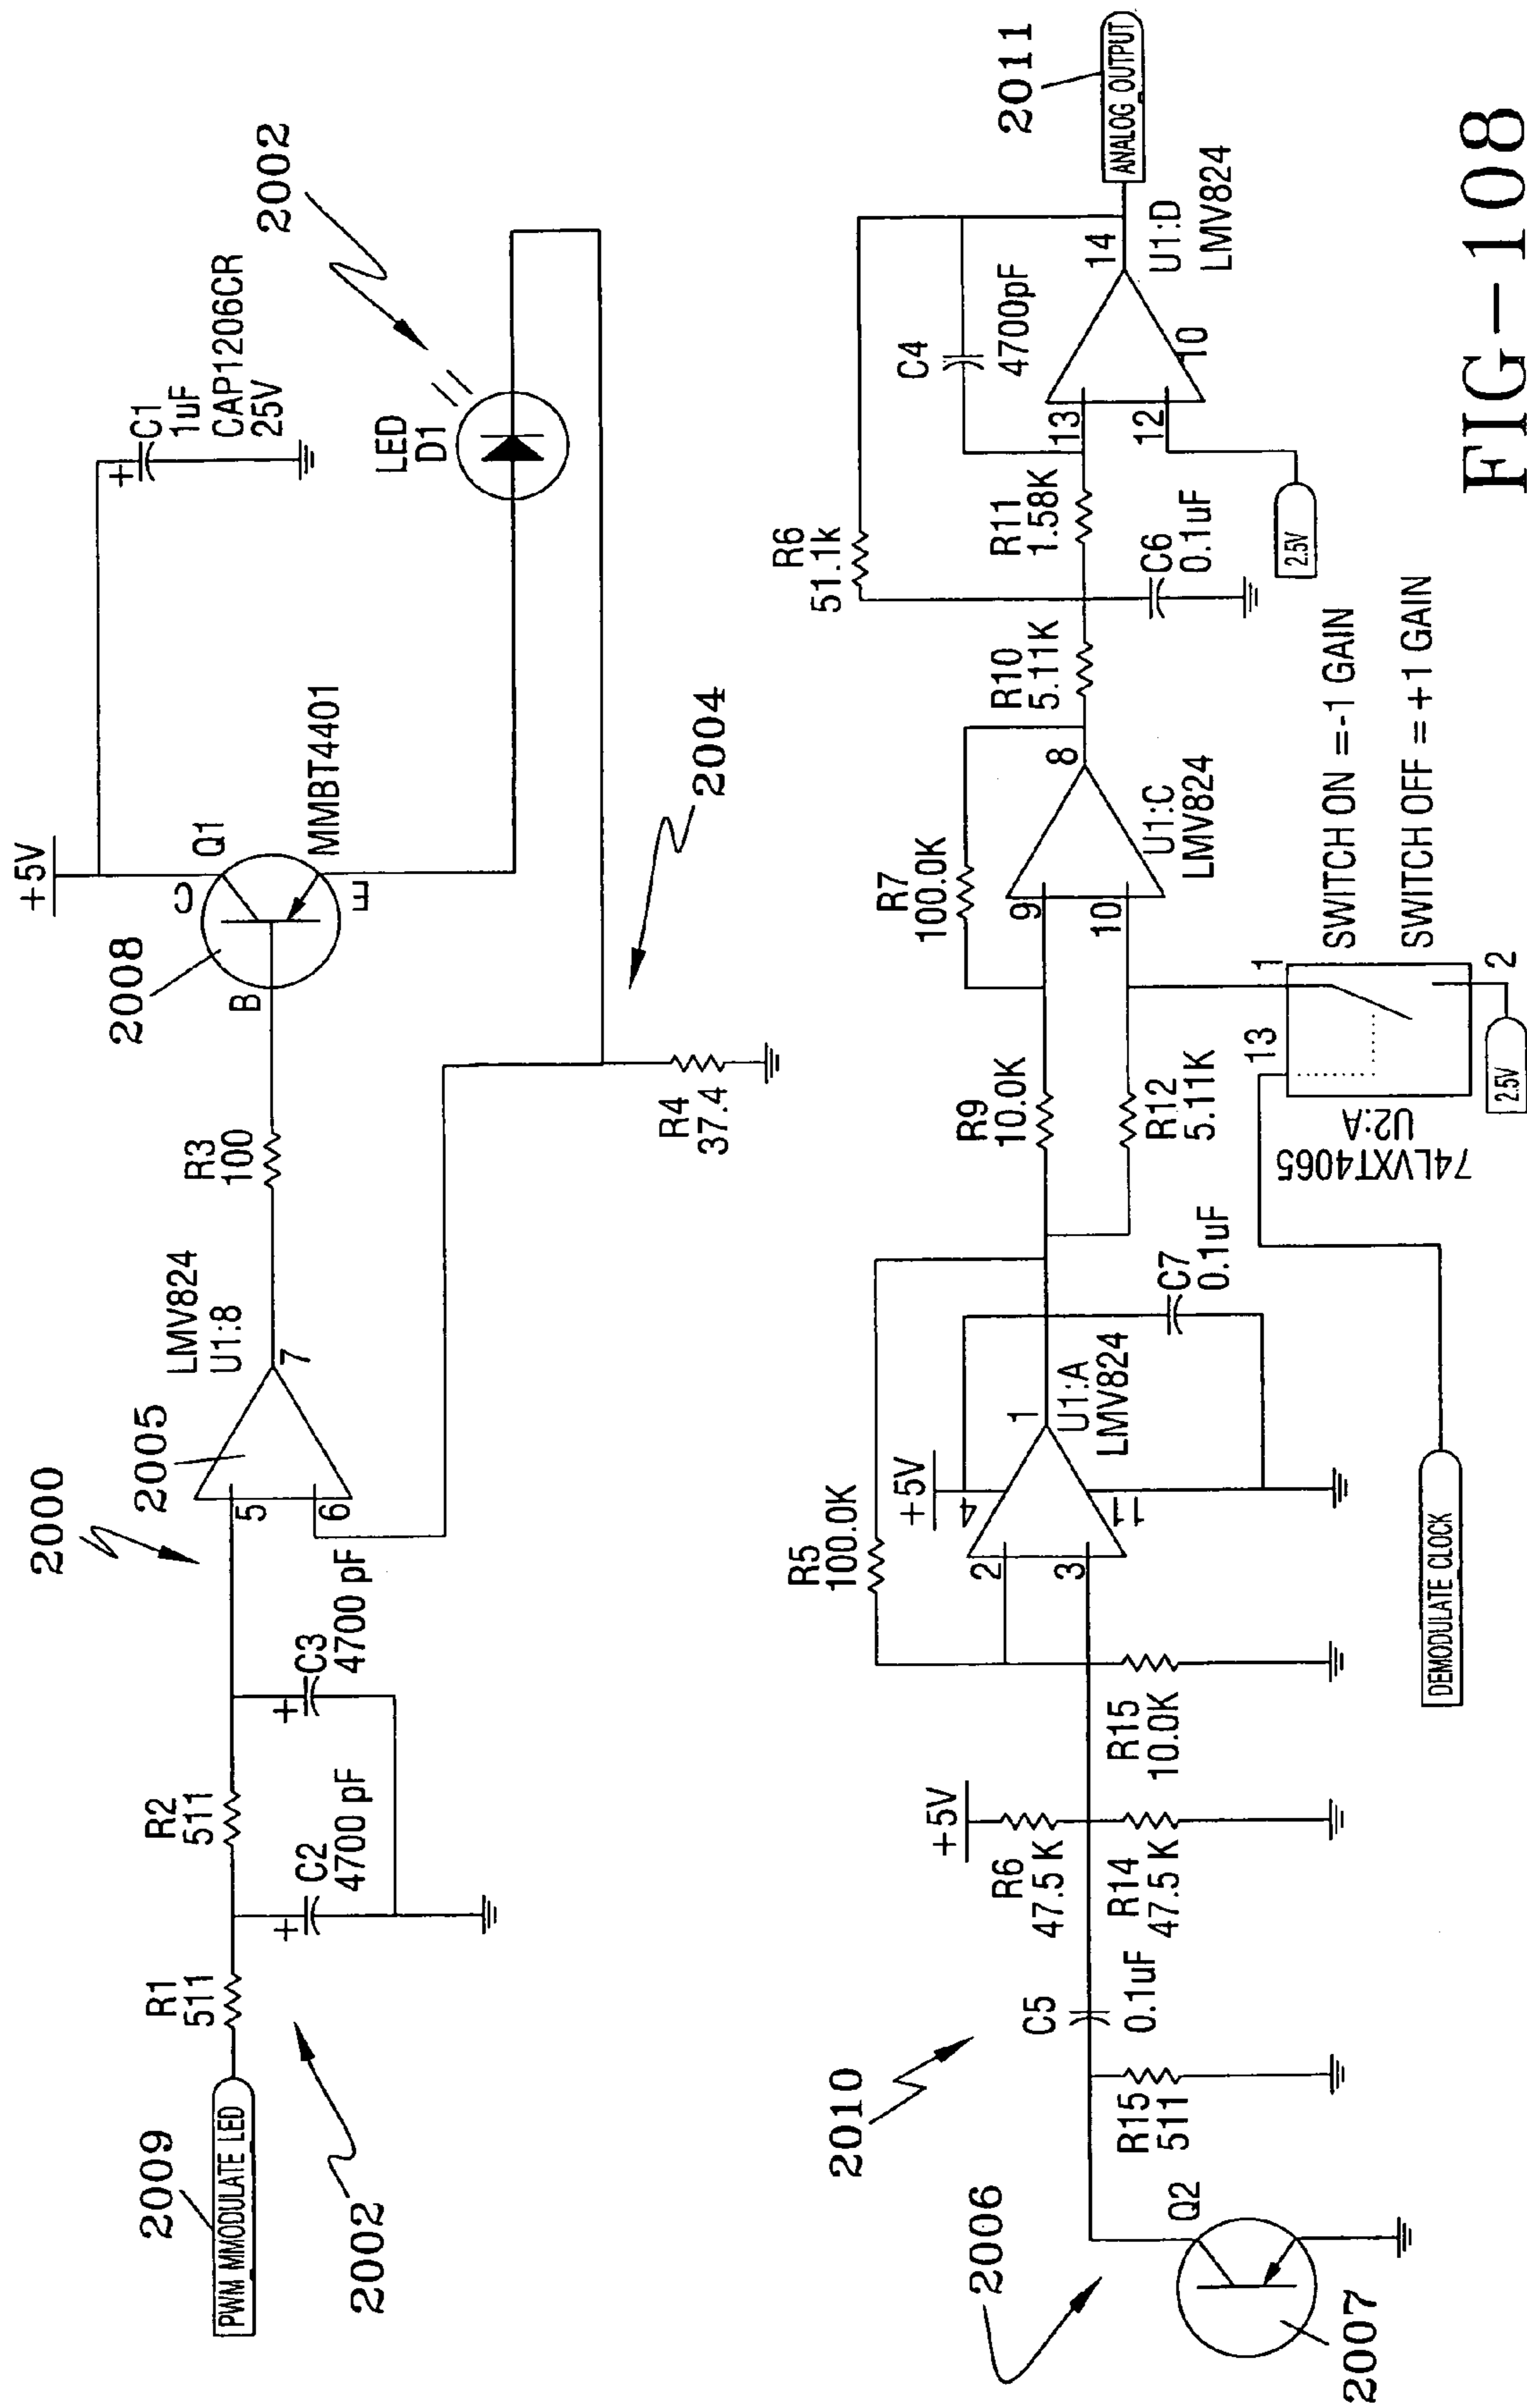 2009
PWM MMODULATE LED
2002
R1
511
R2
511
+
C2
4700 pF
+
C3
4700 pF
2000
2005
5
6
7
LMV824
U1:8
R3
100
2008
B
C
E
Q1
MMBT4401
+5V
+
C1
1uF
CAP1206CR
25V
LED
D1
2002
2004
R4
37.4
2006
2007
Q2
2010
R15
511
C5
0.1uF
+5V
R6
47.5 K
R14
47.5 K
R15
10.0K
R5
100.0K
2
3
+5V
4
11
1
U1:A
LMV824
C7
0.1uF
DEMODULATE CLOCK
R9
10.0K
R12
5.11K
R7
100.0K
9
10
8
U1:C
LMV824
13
1
2
U2:A
74LVXT4065
2.5V
SWITCH ON =-1 GAIN
SWITCH OFF = +1 GAIN
R10
5.11K
R6
51.1k
R11
1.58K
C6
0.1uF
C4
4700pF
13
12
2.5V
14
10
U1:D
LMV824
ANALOG OUTPUT
2011
FIG-108